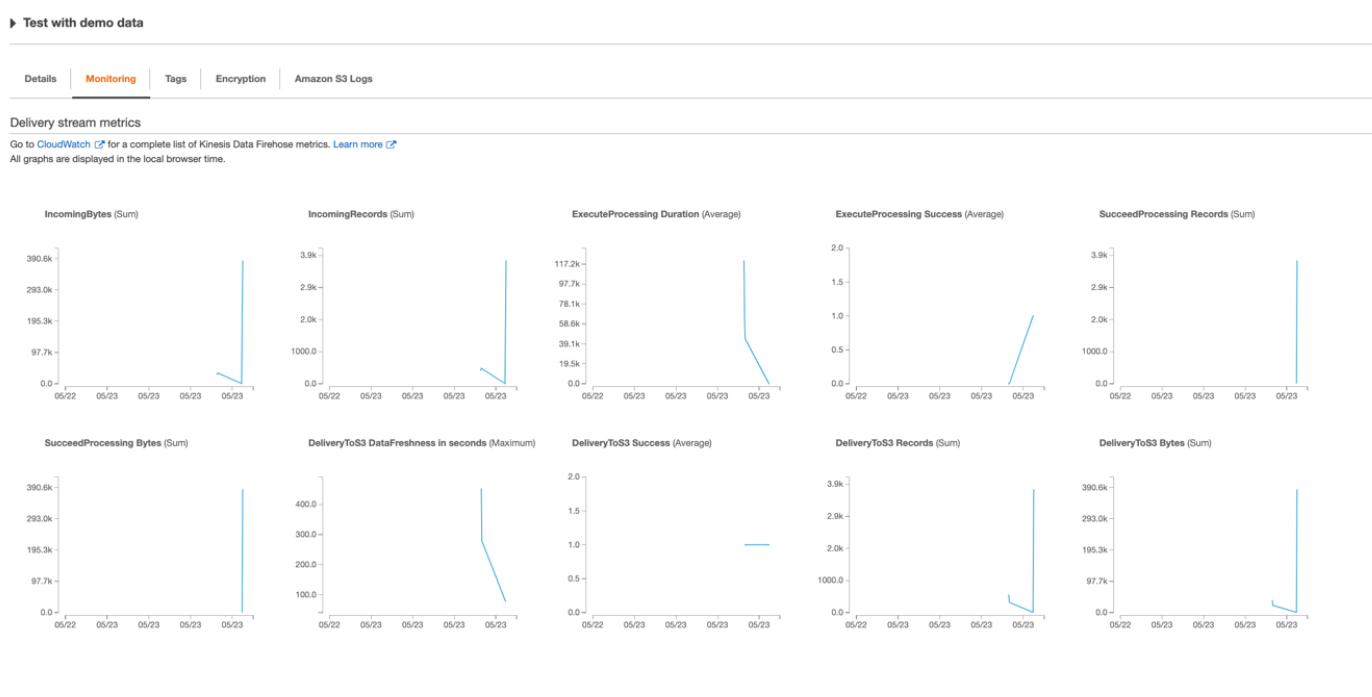 Test with demo data
Details Monitoring Tags Encryption Amazon S3 Logs
Delivery stream metrics
Go to CloudWatch for a complete list of Kinesis Data Firehose metrics. Learn more
All graphs are displayed in the local browser time.
IncomingBytes (Sum)
390.6k
293.0k
195.3k
97.7k
0.0
05/22 05/23 05/23 05/23 05/23
IncomingRecords (Sum)
3.9k
2.9k
2.0k
1000.0
0.0
05/22 05/23 05/23 05/23 05/23
ExecuteProcessing Duration (Average)
117.2k
97.7k
78.1k
58.6k
39.1k
19.5k
0.0
05/22 05/23 05/23 05/23 05/23
ExecuteProcessing Success (Average)
2.0
1.5
1.0
0.5
0.0
05/22 05/23 05/23 05/23 05/23
SucceedProcessing Records (Sum)
3.9k
2.9k
2.0k
1000.0
0.0
05/22 05/23 05/23 05/23 05/23
SucceedProcessing Bytes (Sum)
390.6k
293.0k
195.3k
97.7k
0.0
05/22 05/23 05/23 05/23 05/23
DeliveryToS3 DataFreshness in seconds (Maximum)
400.0
300.0
200.0
100.0
05/22 05/23 05/23 05/23 05/23
DeliveryToS3 Success (Average)
2.0
1.5
1.0
0.5
0.0
05/22 05/23 05/23 05/23 05/23
DeliveryToS3 Records (Sum)
3.9k
2.9k
2.0k
1000.0
0.0
05/22 05/23 05/23 05/23 05/23
DeliveryToS3 Bytes (Sum)
390.6k
293.0k
195.3k
97.7k
0.0
05/22 05/23 05/23 05/23 05/23